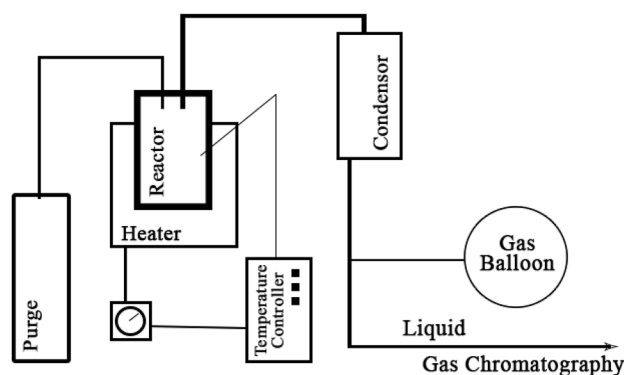 Purge
Reactor
Heater
Temperature
Controller
Condensor
Gas
Balloon
Liquid
Gas Chromatography